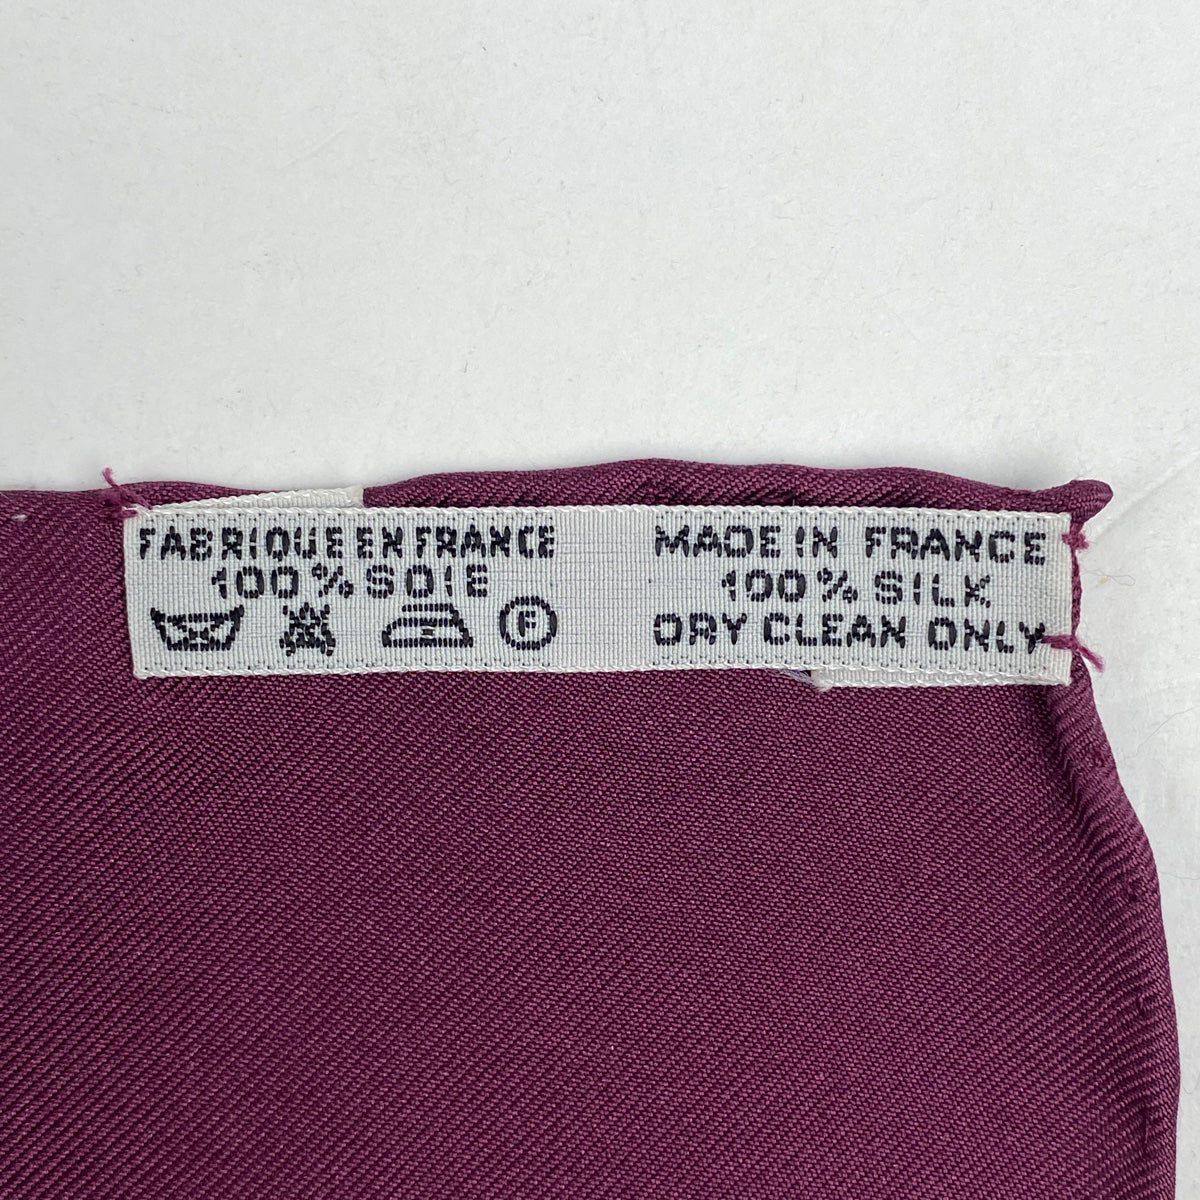 FABRIQUE EN FRANCE
100% SOIE
F
MADE IN FRANCE
100% SILK
DRY CLEAN ONLY